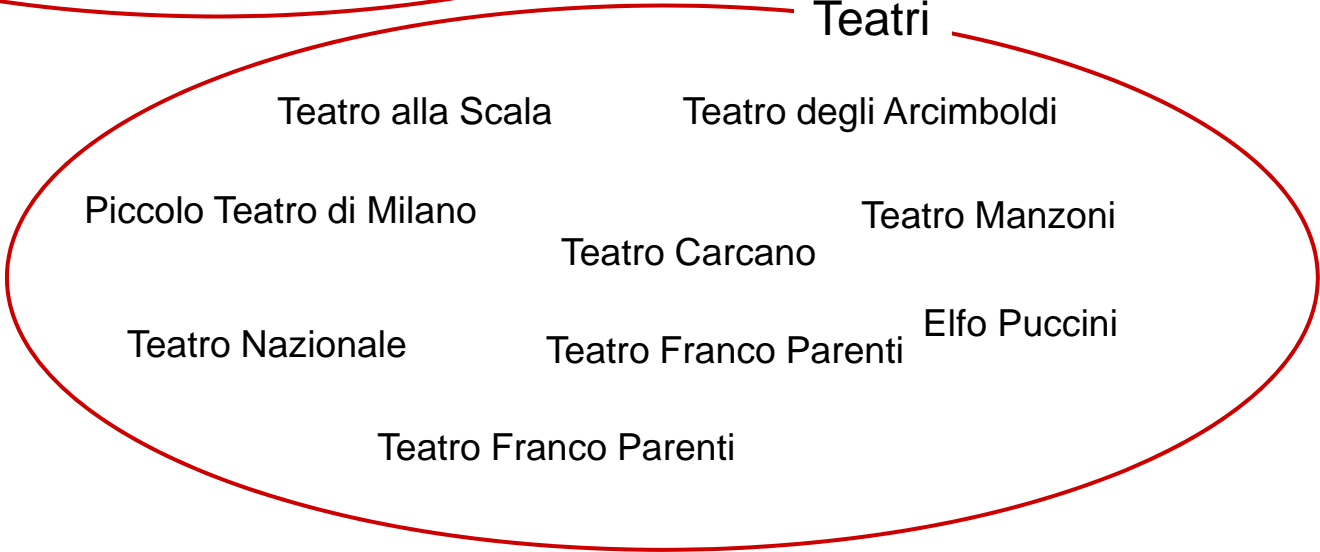 Teatri
Teatro alla Scala
Teatro degli Arcimboldi
Piccolo Teatro di Milano
Teatro Manzoni
Teatro Carcano
Elfo Puccini
Teatro Nazionale
Teatro Franco Parenti
Teatro Franco Parenti